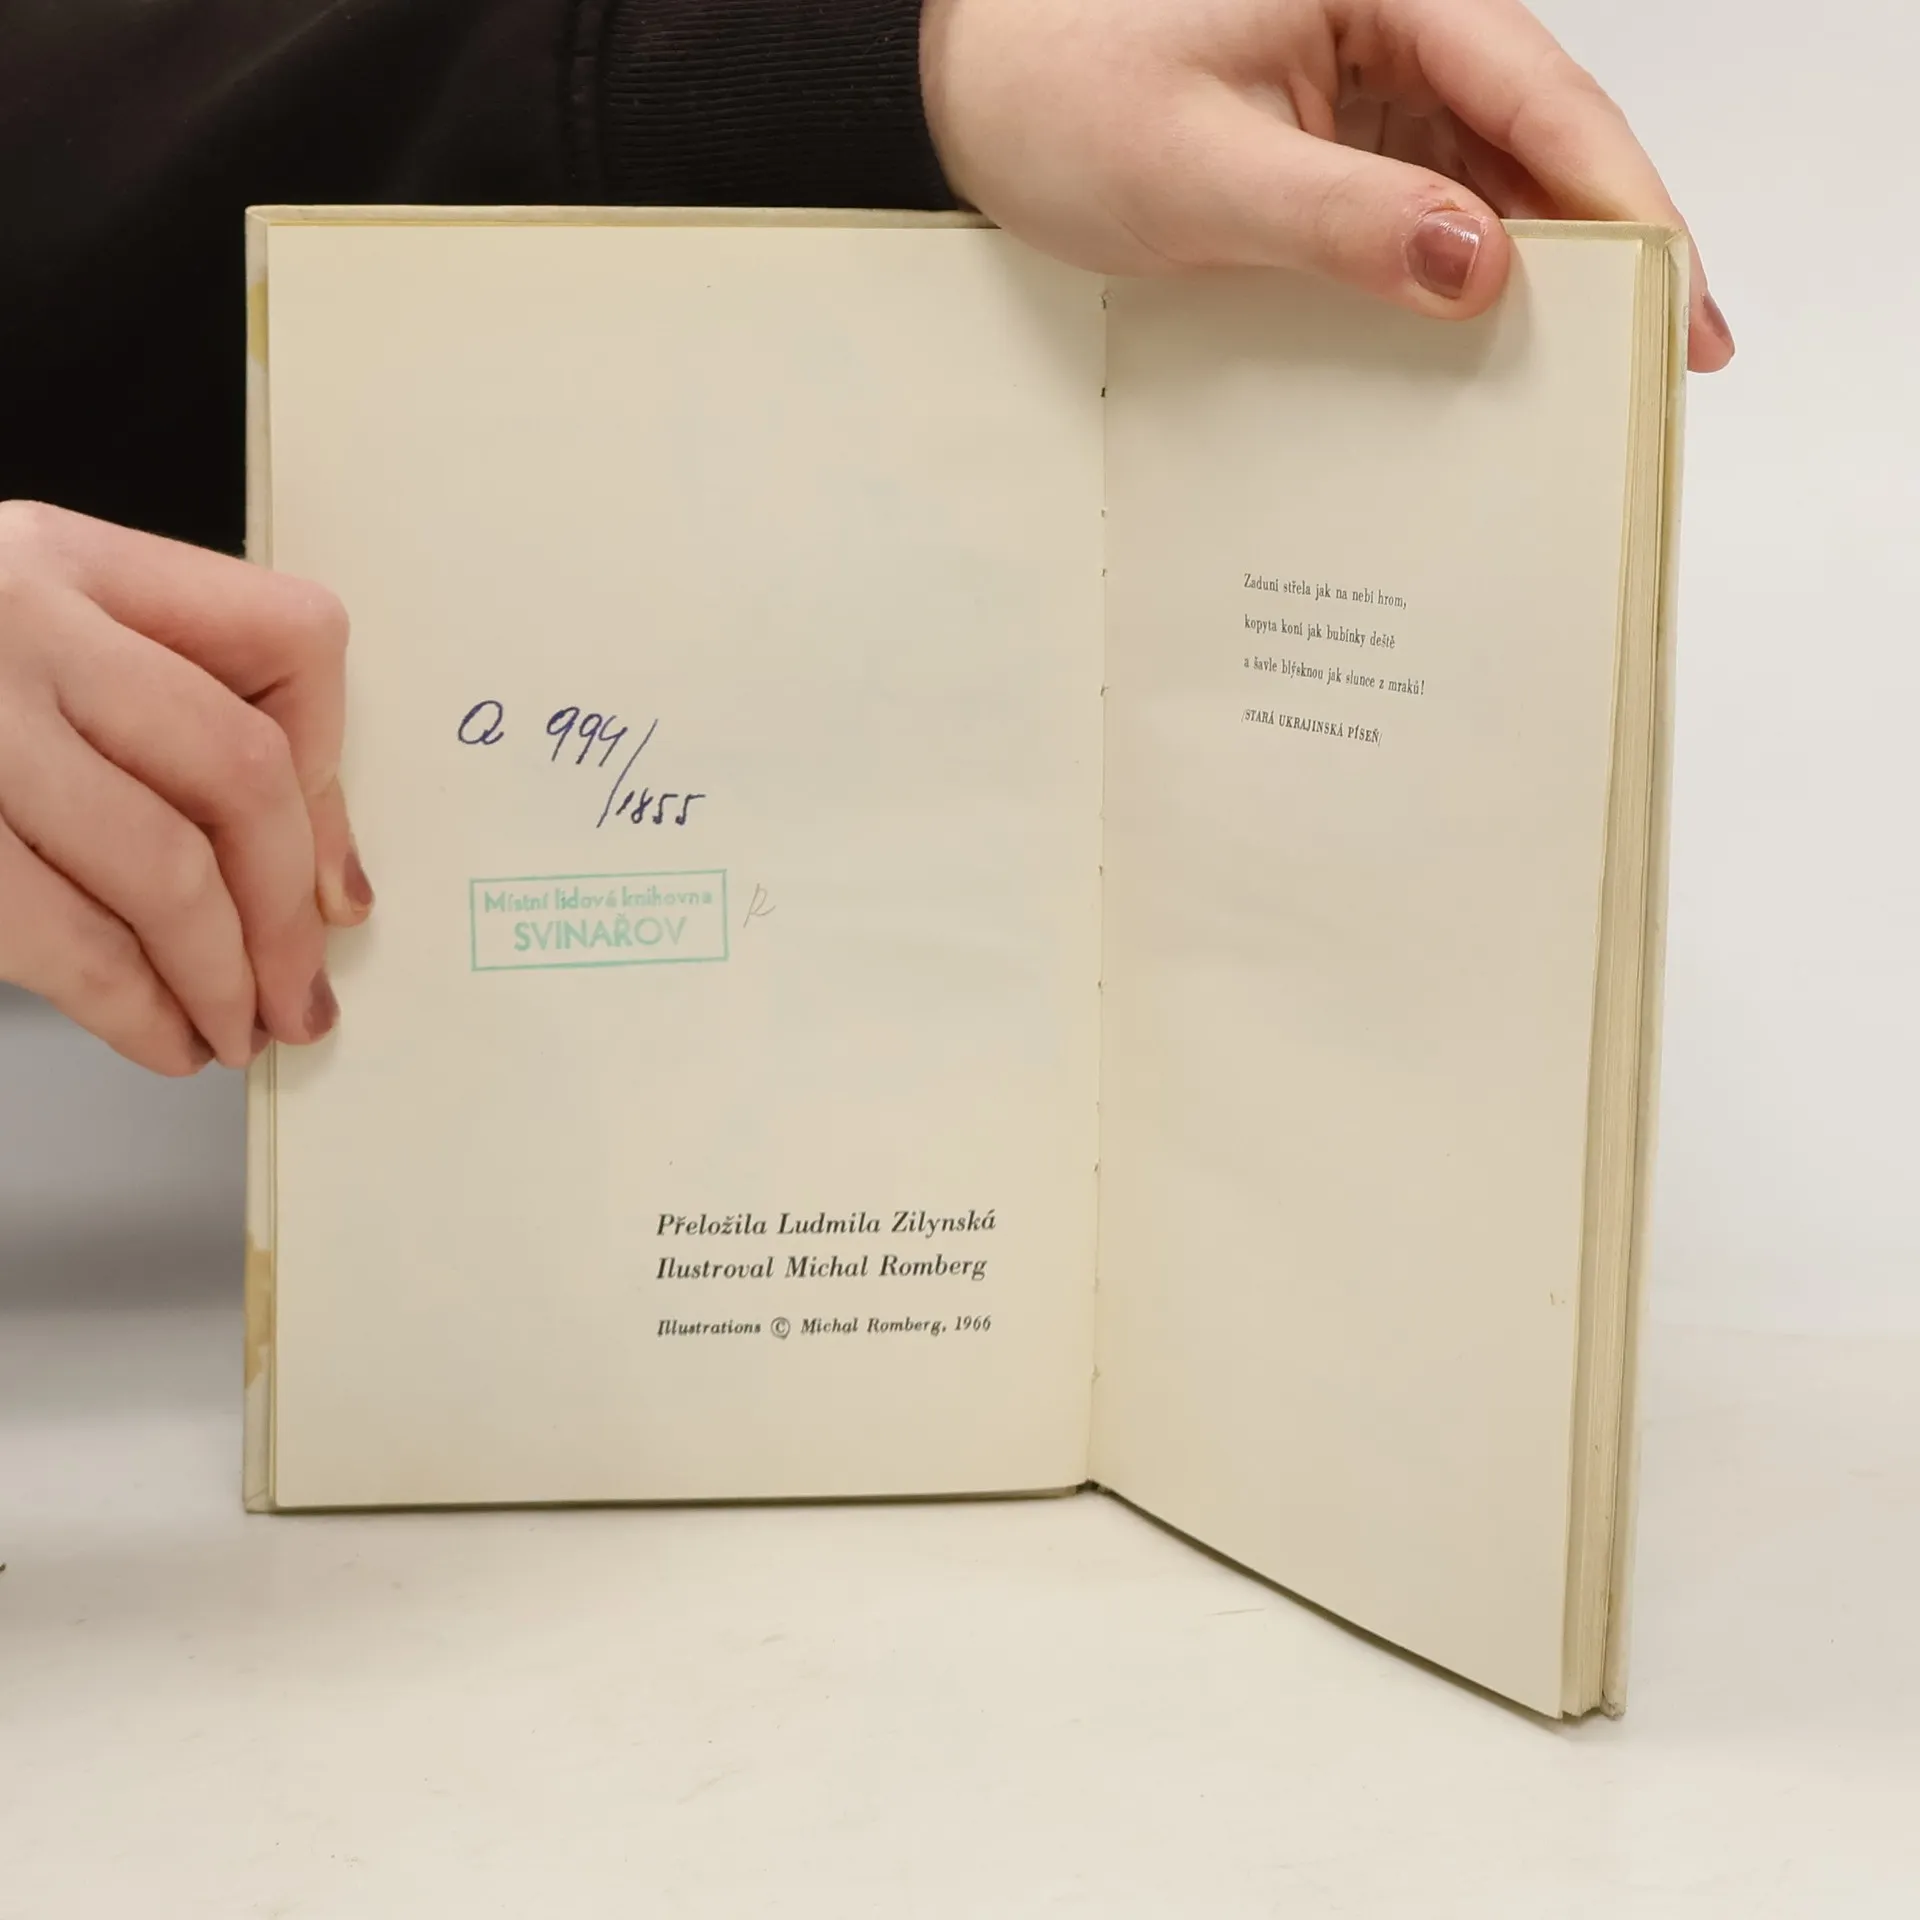 a 994/
/1855
Místní lidová knihovna
SVINAŘOV
R
Přeložila Ludmila Zilynská
Ilustroval Michal Romberg
Illustrations © Michal Romberg, 1966
Zaduní střela jak na nebi hrom,
kopyta koní jak bubínky deště
a šavle blýsknou jak slunce z mraků!
/STARÁ UKRAJINSKÁ PÍSEŇ/